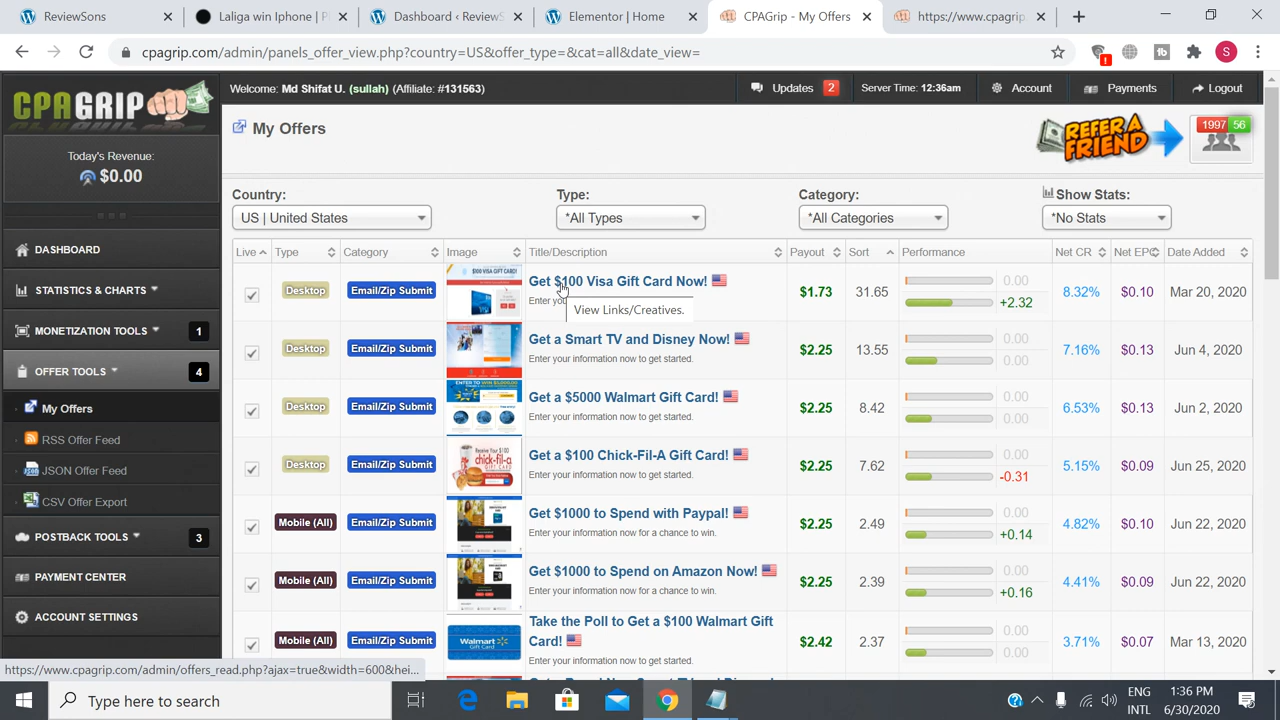 ReviewSons
Laliga win Iphone | P
Dashboard ‹ ReviewS
Elementor | Home
CPAGrip - My Offers
https://www.cpagrip.
cpagrip.com/admin/panels_offer_view.php?country=US&offer_type=&cat=all&date_view=
S
CPAGRIP
Welcome: Md Shifat U. (sullah) (Affiliate: #131563)
Updates 2
Server Time: 12:36am
Account
Payments
Logout
Today's Revenue:
$0.00
My Offers
REFER A FRIEND
1997 56
Country: Type: Category: Show Stats:
US | United States *All Types *All Categories *No Stats
DASHBOARD
STATISTICS & CHARTS
MONETIZATION TOOLS 1
OFFER TOOLS 4
My Offers
RSS Offer Feed
JSON Offer Feed
CSV Offer Export
POSTBACK TOOLS 3
PAYMENT CENTER
ACCOUNT SETTINGS
Live Type Category Image Title/Description Payout Sort Performance Net CR Net EPC Date Added
Desktop Email/Zip Submit Get $100 Visa Gift Card Now! $1.73 31.65 0.00 8.32% $0.10 Mar 20, 2020
Enter you +2.32
View Links/Creatives.
Desktop Email/Zip Submit Get a Smart TV and Disney Now! $2.25 13.55 0.00 7.16% $0.13 Jun 4, 2020
Enter your information now to get started. 0.00
Desktop Email/Zip Submit Get a $5000 Walmart Gift Card! $2.25 8.42 0.00 6.53% $0.13 Jun 2, 2020
Enter your information now to get started. 0.00
Desktop Email/Zip Submit Get a $100 Chick-Fil-A Gift Card! $2.25 7.62 0.00 5.15% $0.09 Jun 25, 2020
Enter your information now to get started. -0.31
Mobile (All) Email/Zip Submit Get $1000 to Spend with Paypal! $2.25 2.49 0.00 4.82% $0.10 Jun 22, 2020
Enter your information now for a chance to win. +0.14
Mobile (All) Email/Zip Submit Get $1000 to Spend on Amazon Now! $2.25 2.39 0.00 4.41% $0.09 Jun 22, 2020
Enter your information now for a chance to win. +0.16
Mobile (All) Email/Zip Submit Take the Poll to Get a $100 Walmart Gift $2.42 2.37 0.00 3.71% $0.07 Mar 13, 2020
Card! 0.00
Enter your information now to get started.
Walmart
Gift Card
Type here to search
ENG
INTL
1:36 PM
6/30/2020